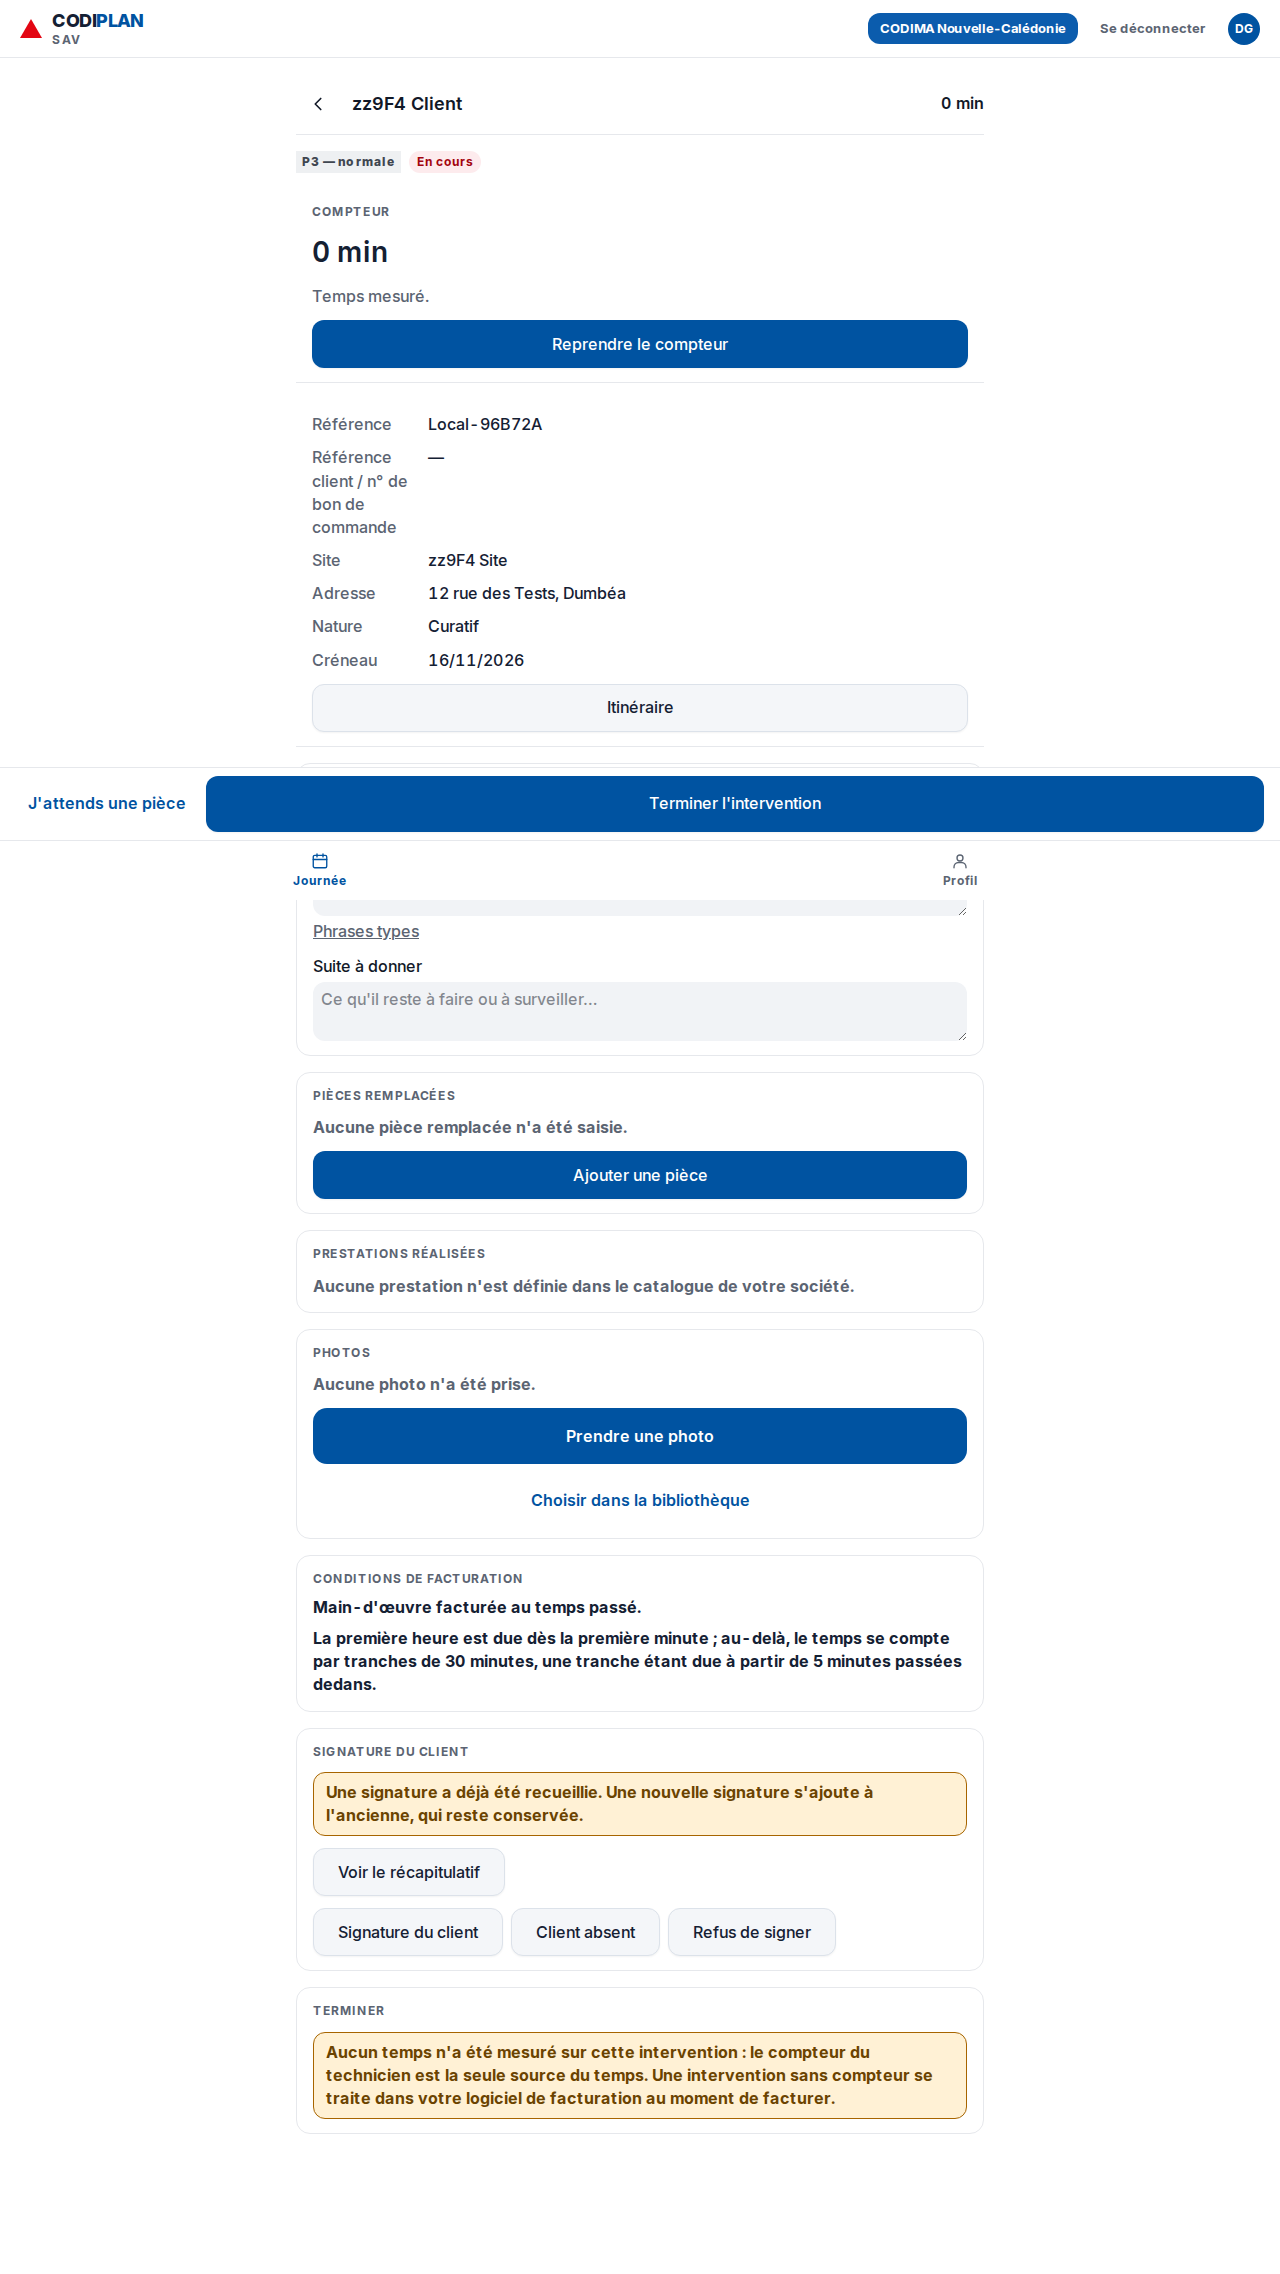 CODIPLAN
SAV
CODIMA Nouvelle-Calédonie
Se déconnecter
DG
zz9F4 Client
0 min
P3 — normale
En cours
COMPTEUR
0 min
Temps mesuré.
Reprendre le compteur
Référence
Local-96B72A
Référence
client / n° de
bon de
commande
—
Site
zz9F4 Site
Adresse
12 rue des Tests, Dumbéa
Nature
Curatif
Créneau
16/11/2026
Itinéraire
J'attends une pièce
Terminer l'intervention
Journée
Profil
Phrases types
Suite à donner
Ce qu'il reste à faire ou à surveiller…
PIÈCES REMPLACÉES
Aucune pièce remplacée n'a été saisie.
Ajouter une pièce
PRESTATIONS RÉALISÉES
Aucune prestation n'est définie dans le catalogue de votre société.
PHOTOS
Aucune photo n'a été prise.
Prendre une photo
Choisir dans la bibliothèque
CONDITIONS DE FACTURATION
Main-d'œuvre facturée au temps passé.
La première heure est due dès la première minute ; au-delà, le temps se compte
par tranches de 30 minutes, une tranche étant due à partir de 5 minutes passées
dedans.
SIGNATURE DU CLIENT
Une signature a déjà été recueillie. Une nouvelle signature s'ajoute à
l'ancienne, qui reste conservée.
Voir le récapitulatif
Signature du client
Client absent
Refus de signer
TERMINER
Aucun temps n'a été mesuré sur cette intervention : le compteur du
technicien est la seule source du temps. Une intervention sans compteur se
traite dans votre logiciel de facturation au moment de facturer.